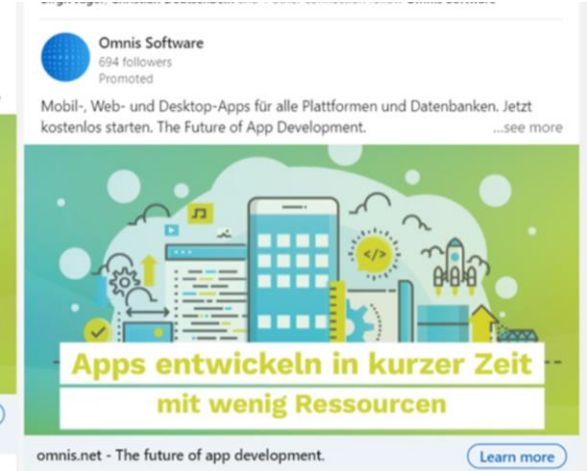 Omnis Software
694 followers
Promoted
Mobil-, Web- und Desktop-Apps für alle Plattformen und Datenbanken. Jetzt
kostenlos starten. The Future of App Development. ...see more
</>
Apps entwickeln in kurzer Zeit
mit wenig Ressourcen
omnis.net - The future of app development.
Learn more